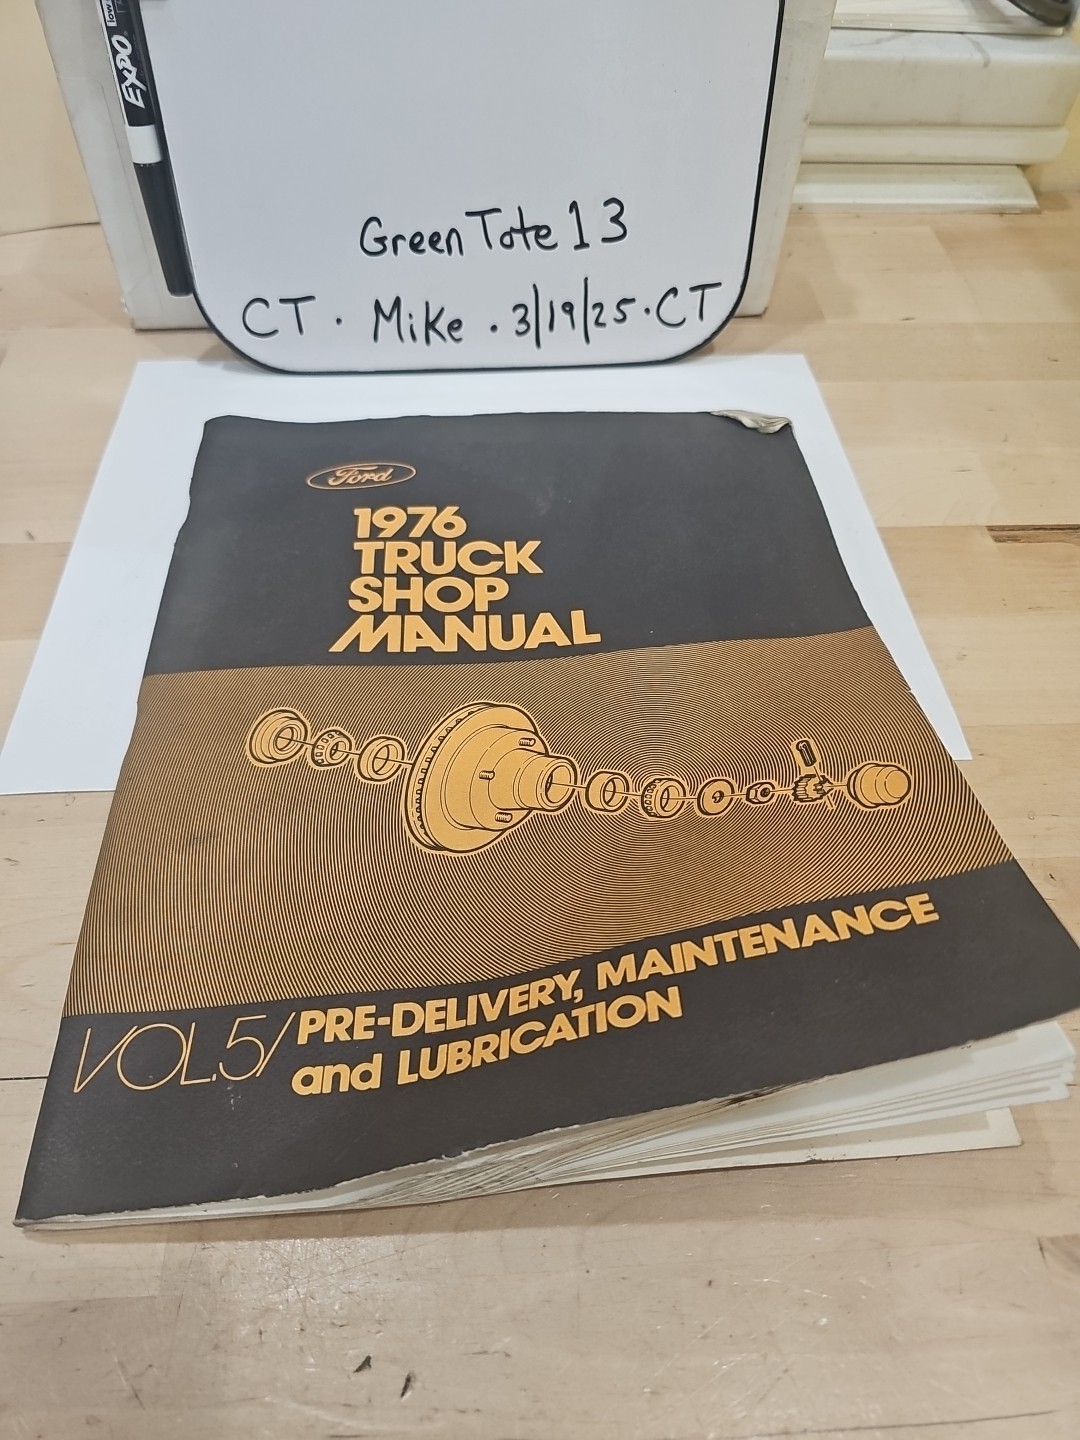 EXPO
low
Green Tote 13
CT . Mike . 3/19/25 . CT
Ford
1976
TRUCK
SHOP
MANUAL
VOL.5/ PRE-DELIVERY, MAINTENANCE
and LUBRICATION